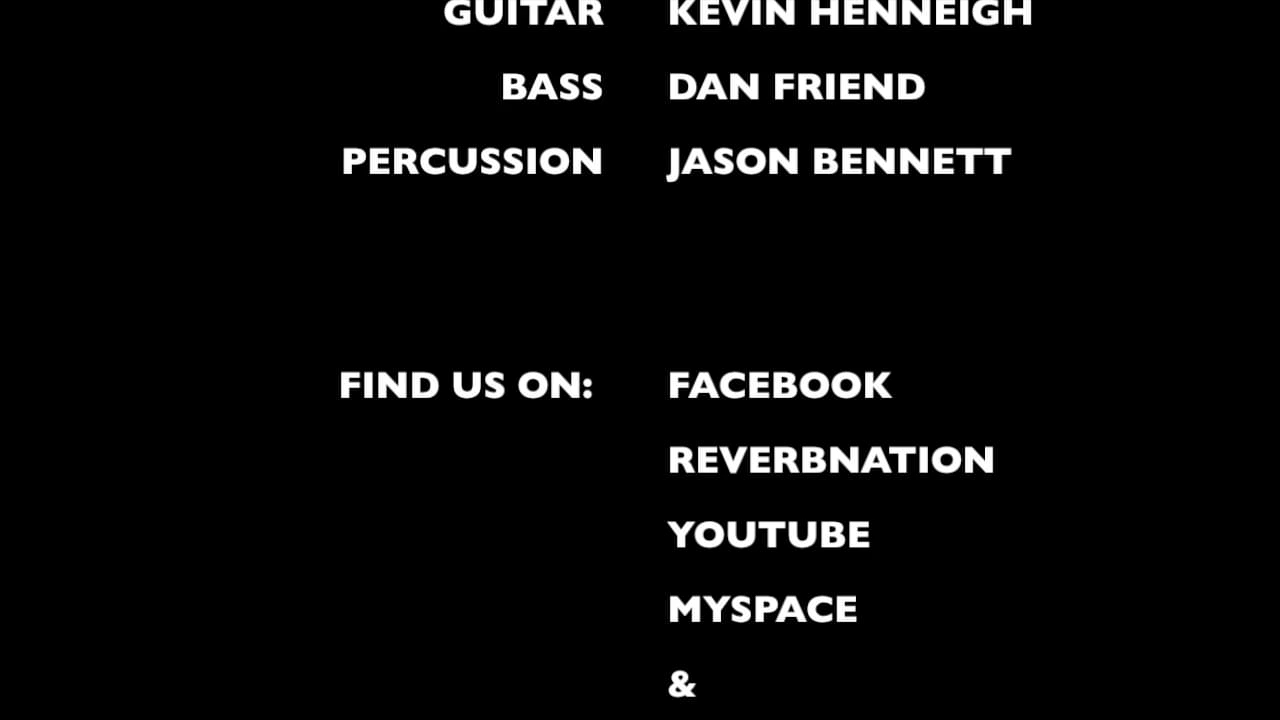 GUITAR KEVIN HENNEIGH
BASS DAN FRIEND
PERCUSSION JASON BENNETT
FIND US ON: FACEBOOK
REVERBNATION
YOUTUBE
MYSPACE
&